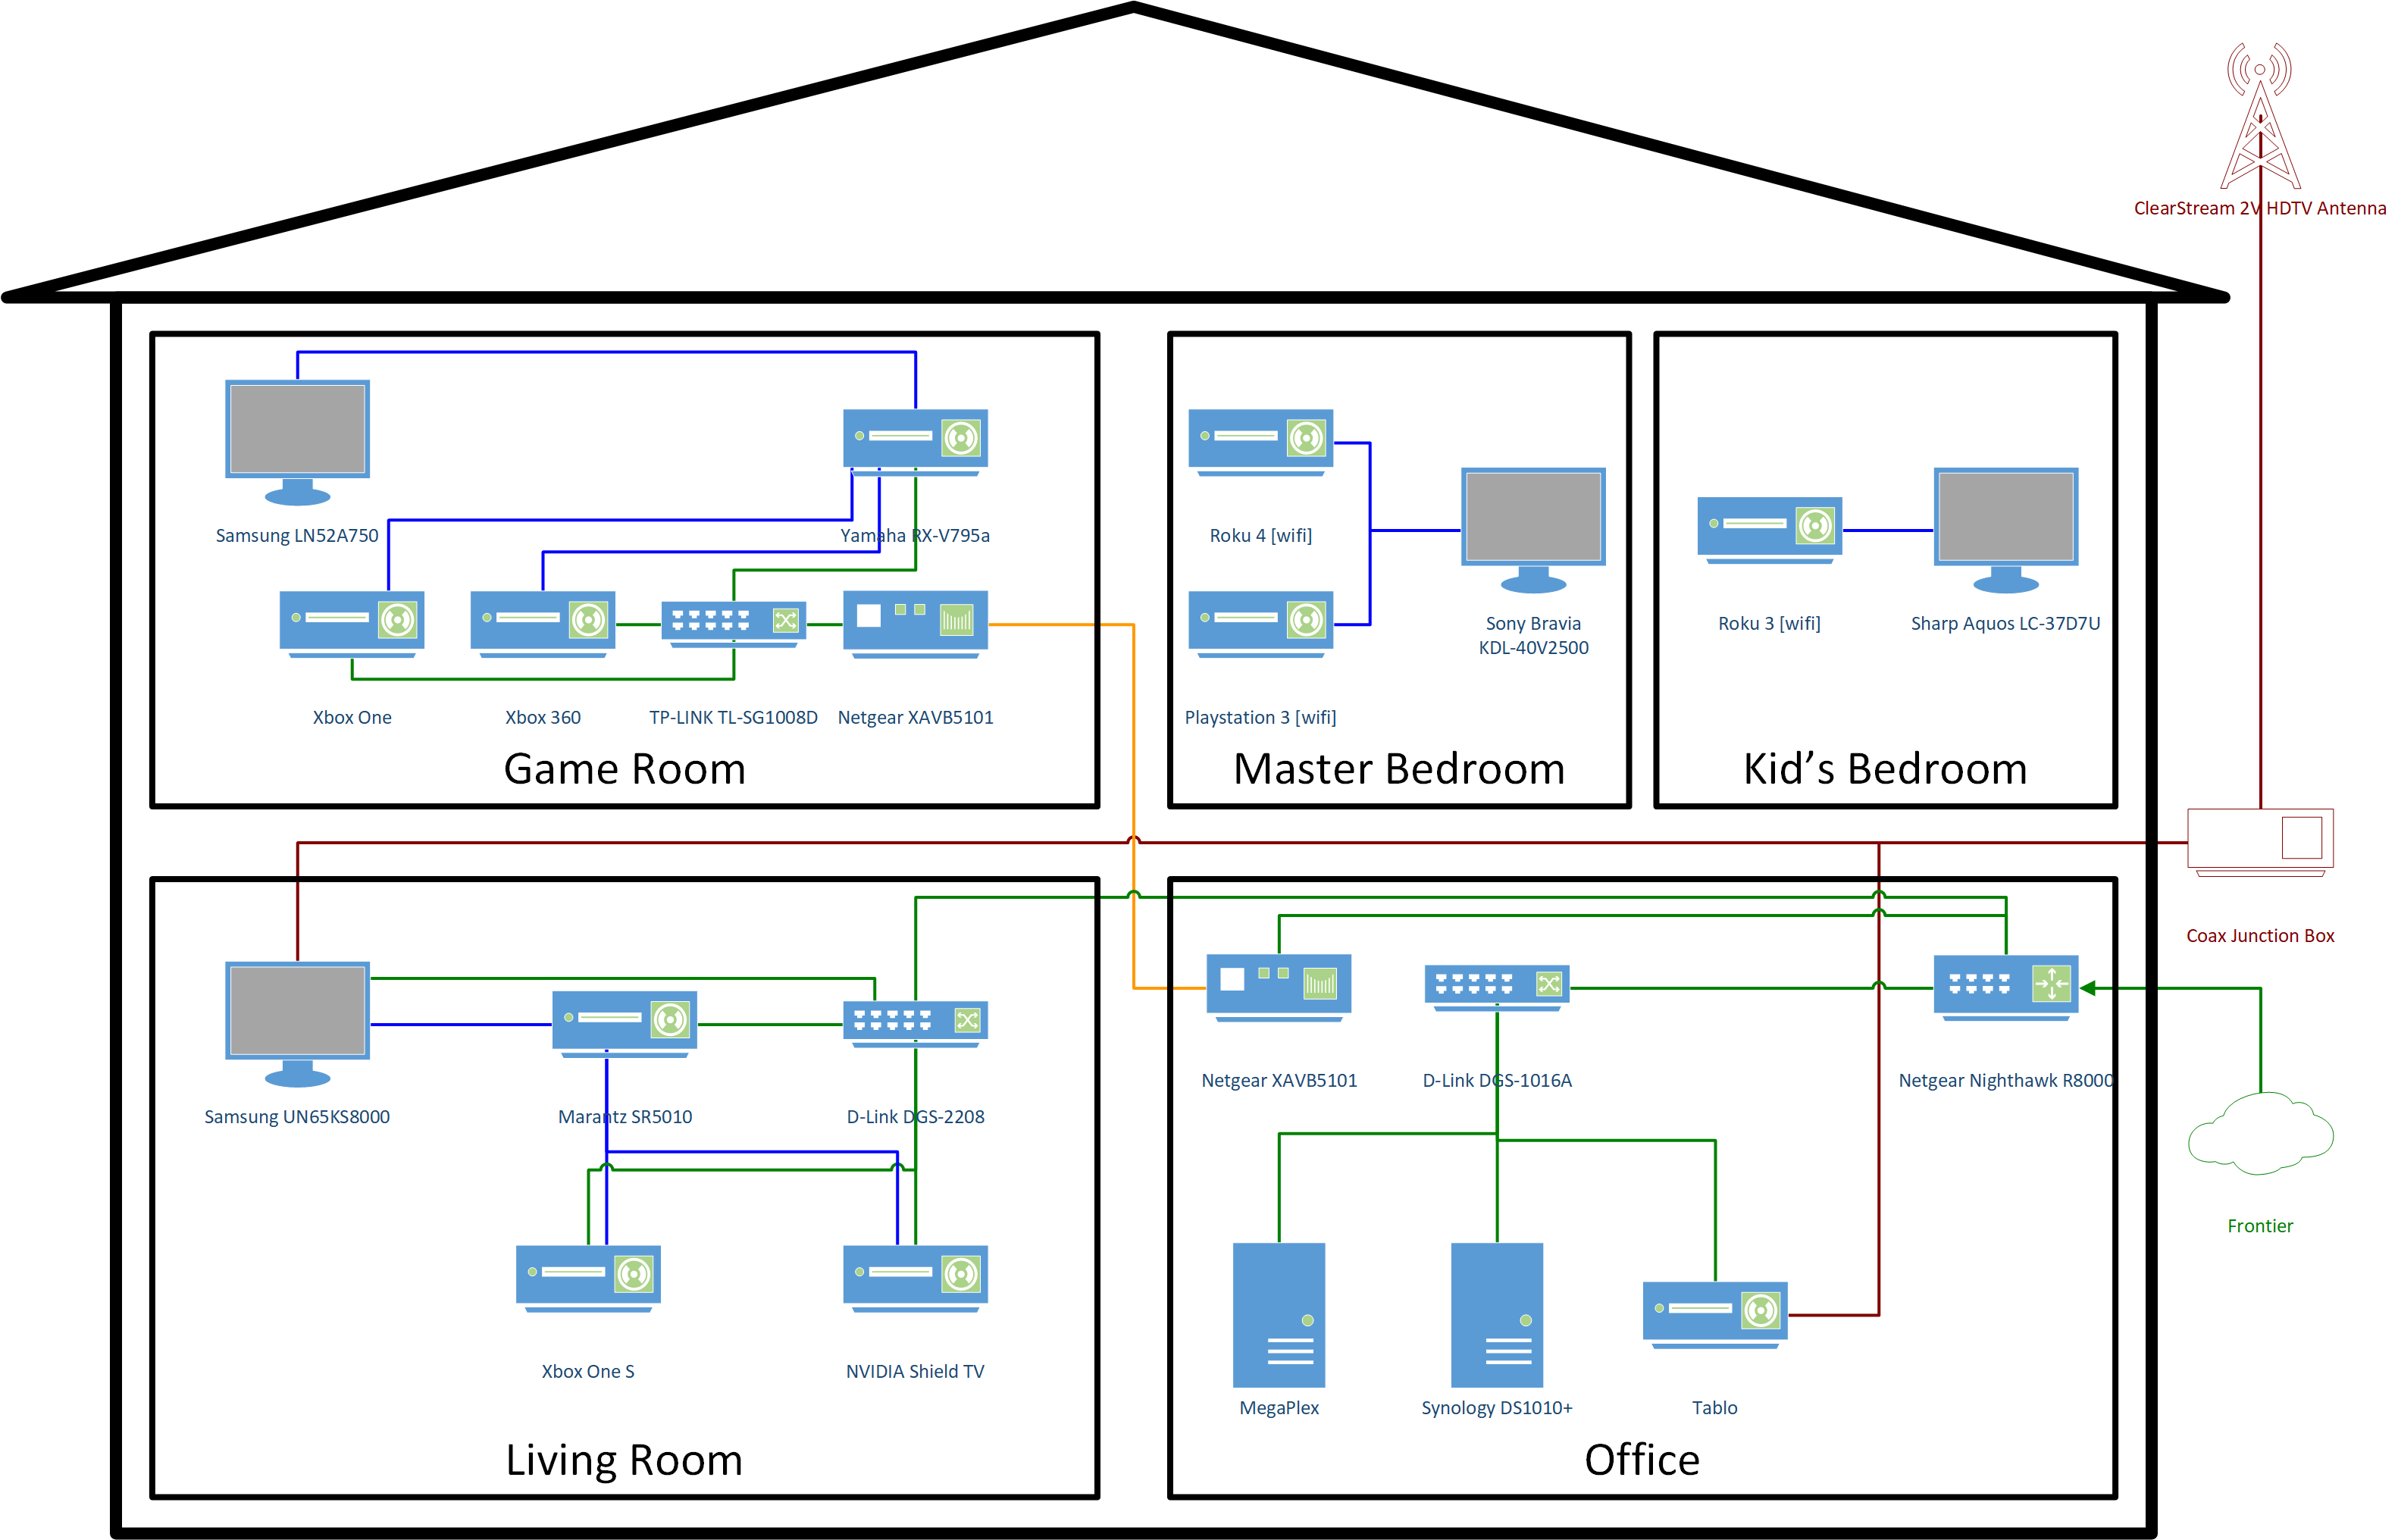 ClearStream 2V HDTV Antenna
Samsung LN52A750
Yamaha RX-V795a
Xbox One
Xbox 360
TP-LINK TL-SG1008D
Netgear XAVB5101
Game Room
Roku 4 [wifi]
Playstation 3 [wifi]
Sony Bravia
KDL-40V2500
Master Bedroom
Roku 3 [wifi]
Sharp Aquos LC-37D7U
Kid’s Bedroom
Coax Junction Box
Samsung UN65KS8000
Marantz SR5010
D-Link DGS-2208
Xbox One S
NVIDIA Shield TV
Living Room
Netgear XAVB5101
D-Link DGS-1016A
Netgear Nighthawk R8000
MegaPlex
Synology DS1010+
Tablo
Office
Frontier